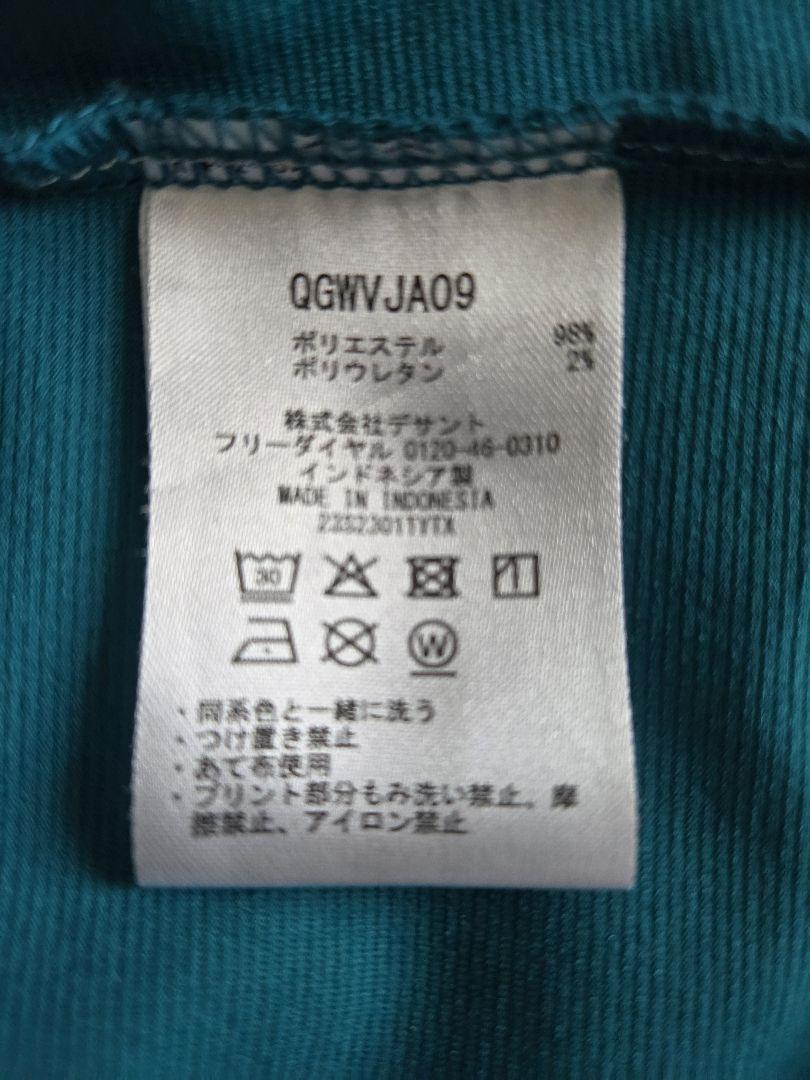 QGWVJA09
ポリエステル 98%
ポリウレタン 2%
株式会社デサント
フリーダイヤル 0120-46-0310
インドネシア製
MADE IN INDONESIA
23S23011YTX
30
1
W
・同系色と一緒に洗う
・つけ置き禁止
・あて布使用
・プリント部分もみ洗い禁止、摩
擦禁止、アイロン禁止